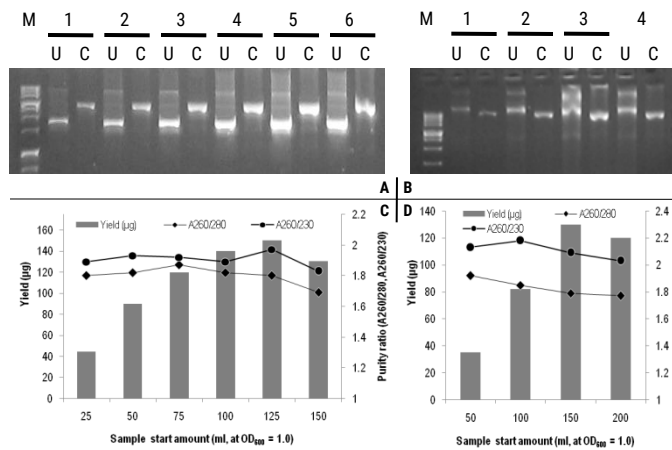 M 1 2 3 4 5 6
U C U C U C U C U C U C
M 1 2 3 4
U C U C U C U C
A B
C D
Yield (µg) A260/280 A260/230
160
140
120
100
80
60
40
20
0
Yield (µg)
2.2
2
1.8
1.6
1.4
1.2
1
Purity ratio (A260/280, A260/230)
25 50 75 100 125 150
Sample start amount (ml, at OD600 = 1.0)
Yield (µg) A260/280
A260/230
140
120
100
80
60
40
20
0
Yield (µg)
2.4
2.2
2
1.8
1.6
1.4
1.2
1
50 100 150 200
Sample start amount (ml, at OD600 = 1.0)